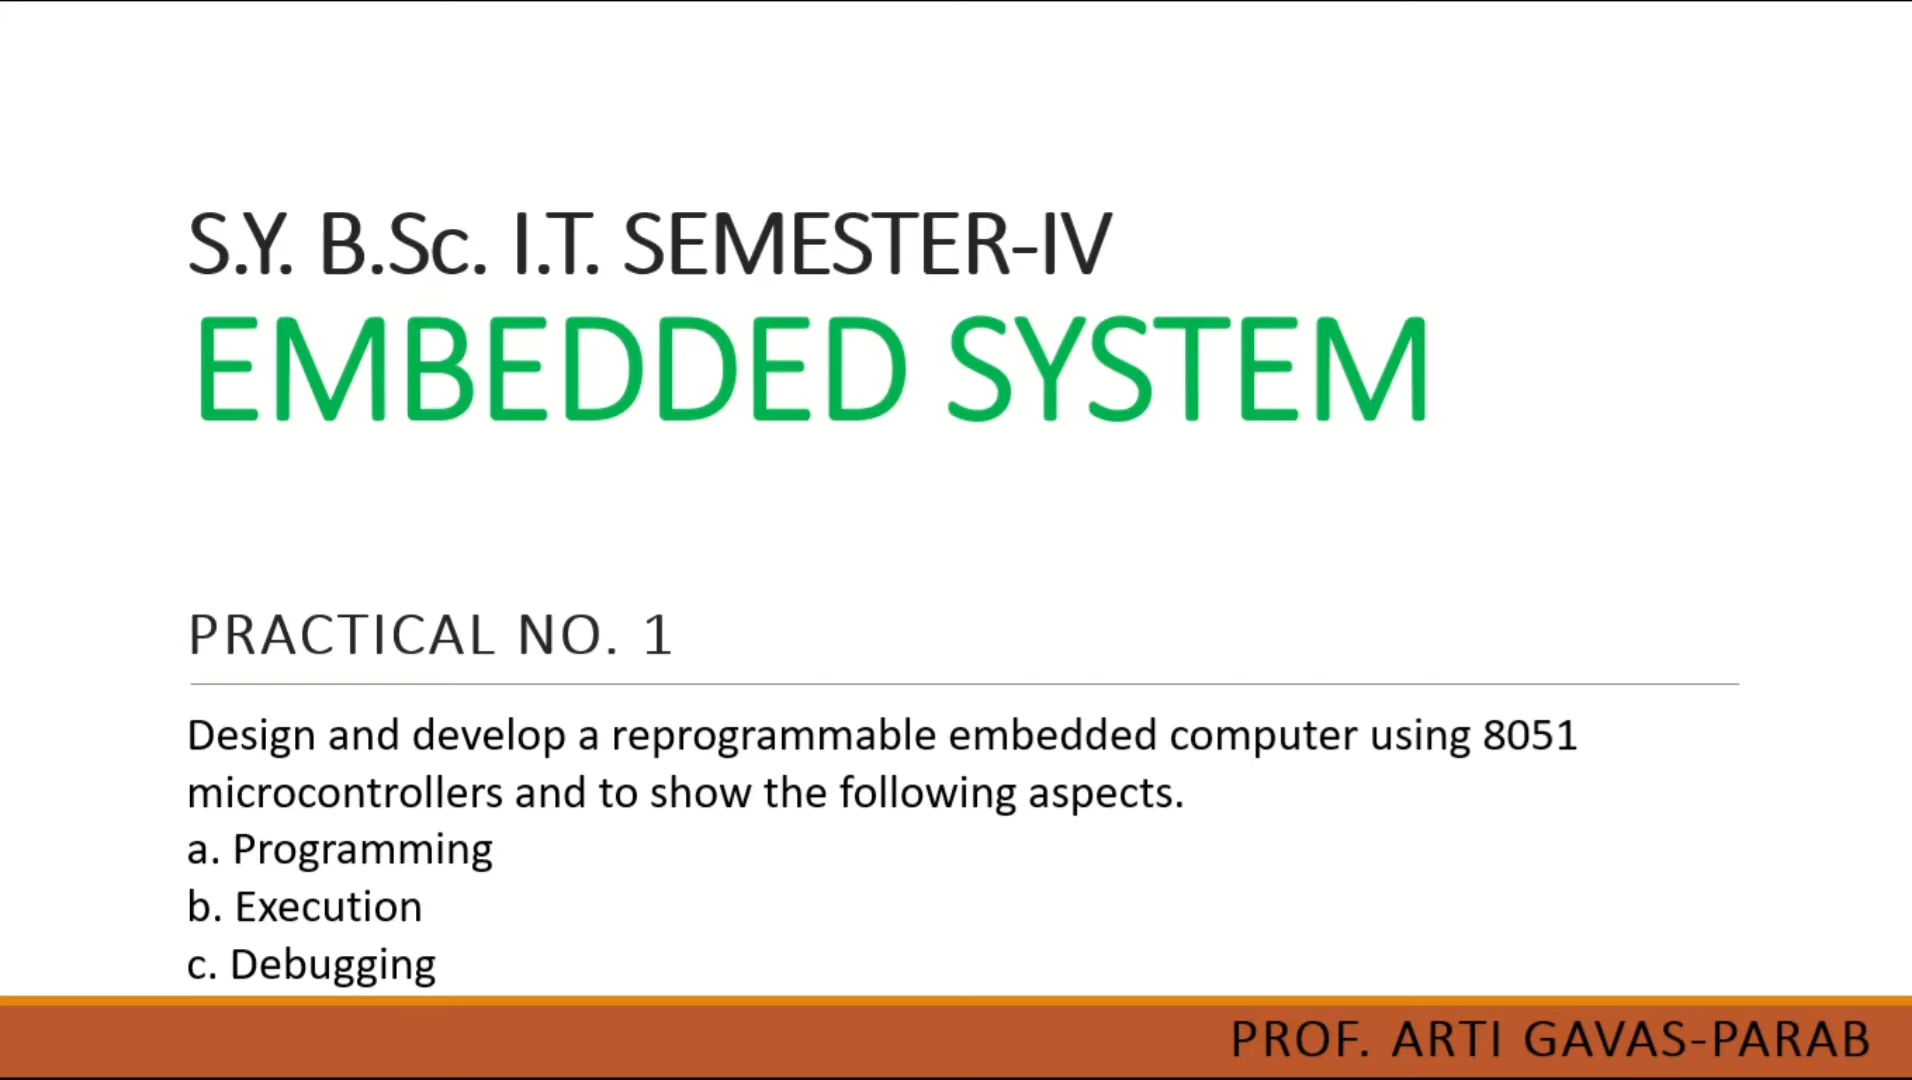 S.Y. B.Sc. I.T. SEMESTER-IV
EMBEDDED SYSTEM
PRACTICAL NO. 1
Design and develop a reprogrammable embedded computer using 8051
microcontrollers and to show the following aspects.
a. Programming
b. Execution
c. Debugging
PROF. ARTI GAVAS-PARAB